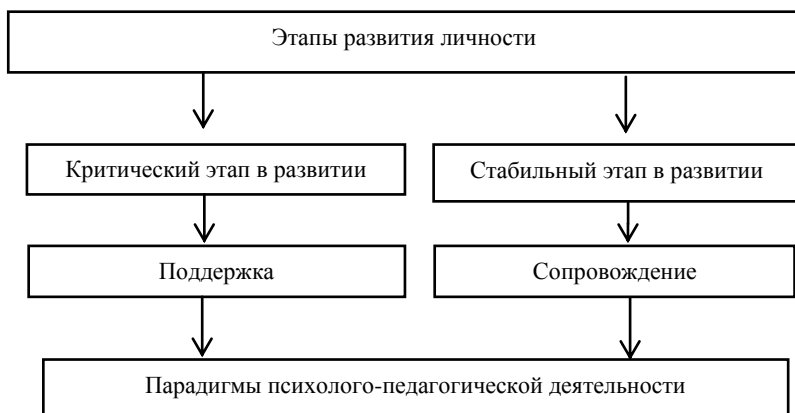 Этапы развития личности
Критический этап в развитии
Стабильный этап в развитии
Поддержка
Сопровождение
Парадигмы психолого-педагогической деятельности